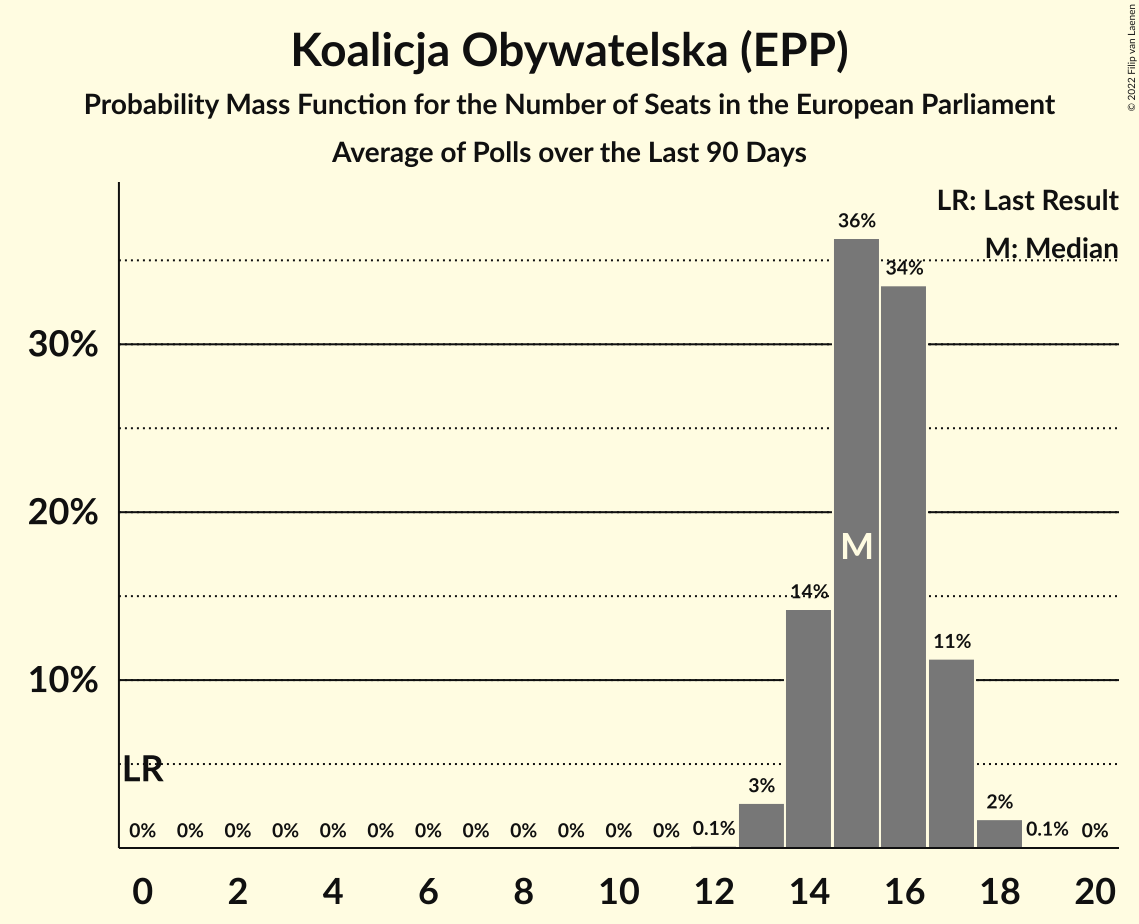 Koalicja Obywatelska (EPP)
Probability Mass Function for the Number of Seats in the European Parliament
Average of Polls over the Last 90 Days
© 2022 Filip van Laenen
LR: Last Result
M: Median
36%
34%
30%
20%
M
14%
11%
10%
LR
3%
2%
0% 0% 0% 0% 0% 0% 0% 0% 0% 0% 0% 0% 0.1% 0.1% 0%
0 2 4 6 8 10 12 14 16 18 20